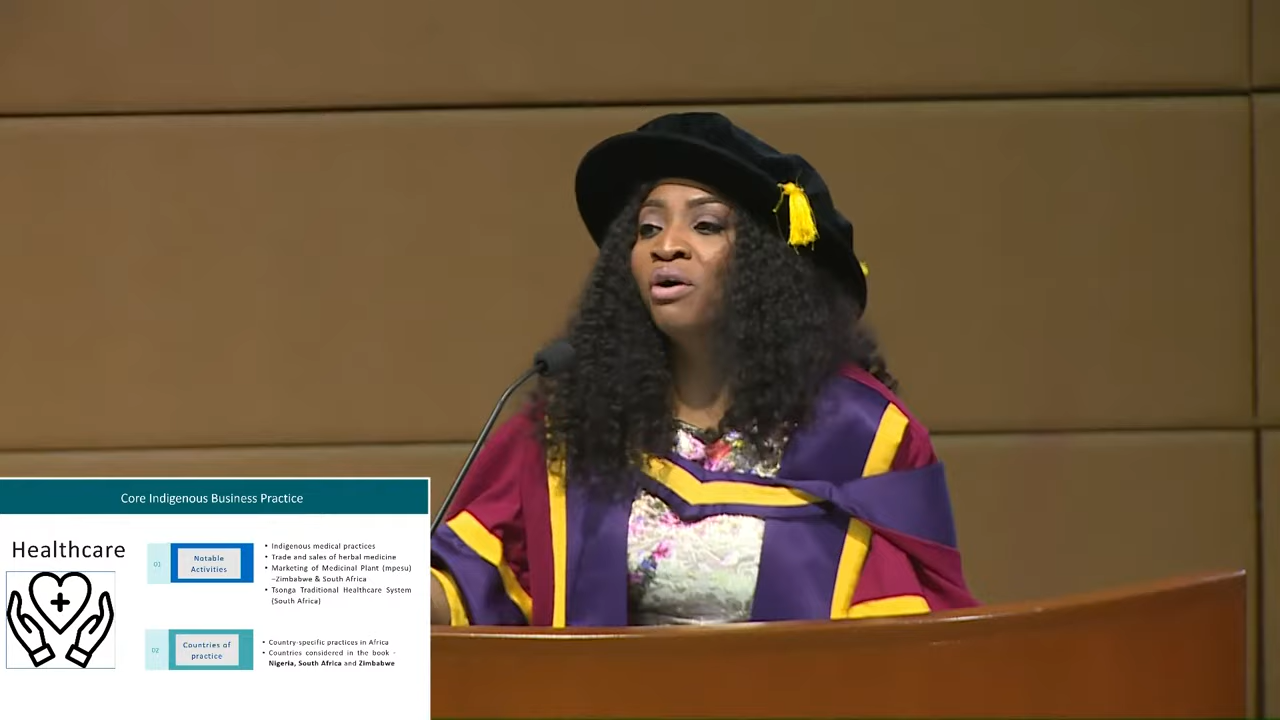 Core Indigenous Business Practice
Healthcare
01
Notable
Activities
• Indigenous medical practices
• Trade and sales of herbal medicine
• Marketing of Medicinal Plant (mpesu)
–Zimbabwe & South Africa
• Tsonga Traditional Healthcare System
(South Africa)
02
Countries of
practice
• Country-specific practices in Africa
• Countries considered in the book -
Nigeria, South Africa and Zimbabwe